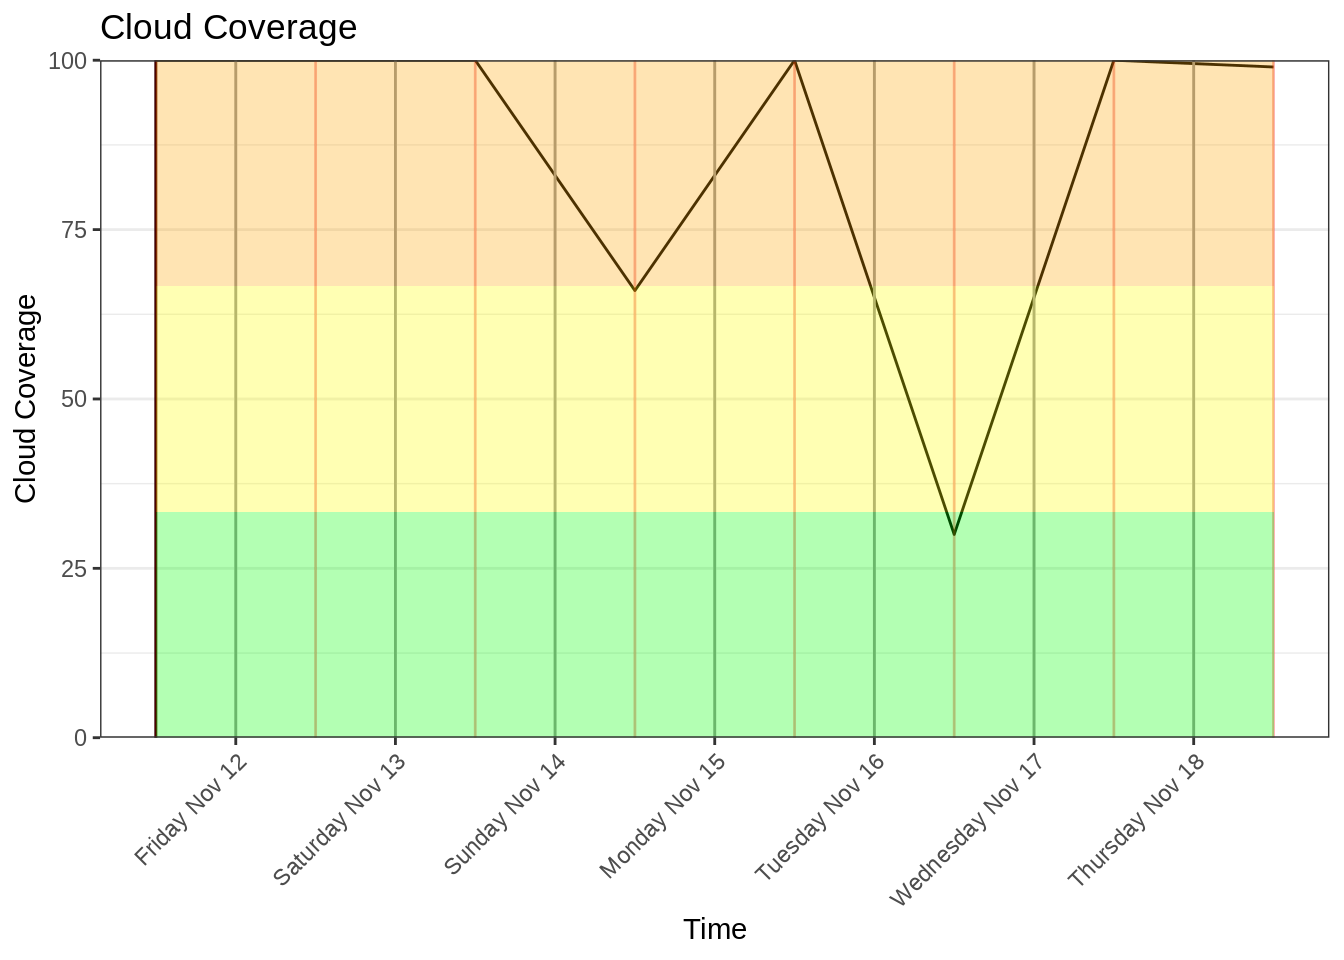 Cloud Coverage
100
75
50
25
0
Cloud Coverage
Friday Nov 12
Saturday Nov 13
Sunday Nov 14
Monday Nov 15
Tuesday Nov 16
Wednesday Nov 17
Thursday Nov 18
Time